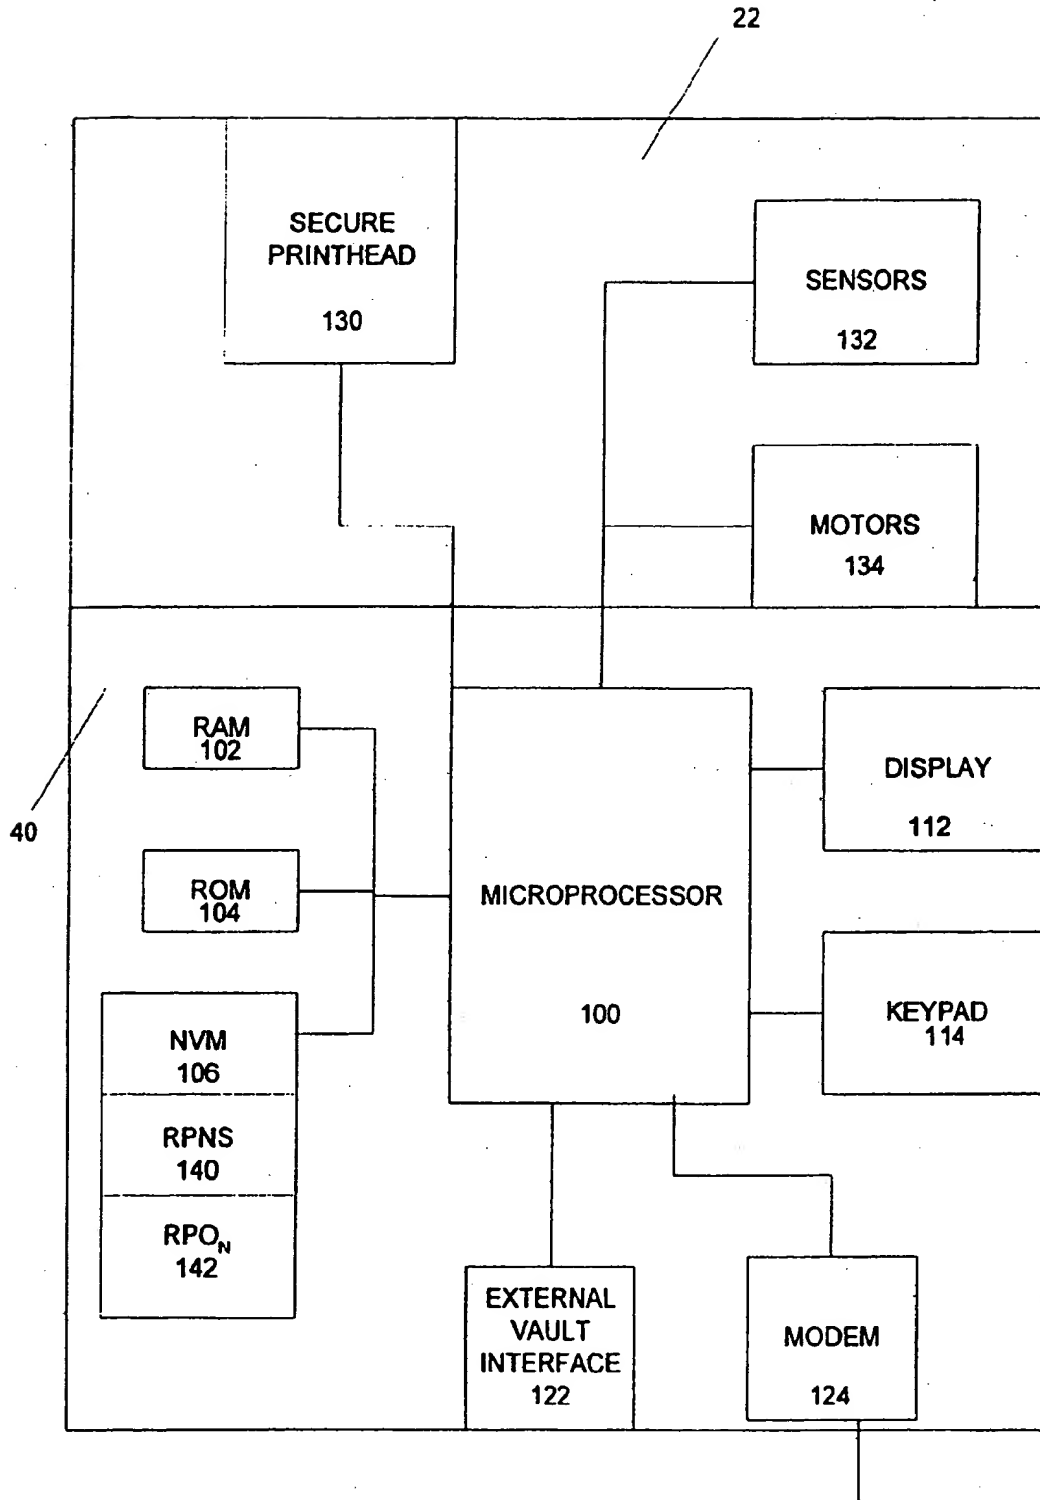 22
SECURE
PRINTHEAD
130
SENSORS
132
MOTORS
134
40
RAM
102
ROM
104
NVM
106
RPNS
140
RPO_N
142
MICROPROCESSOR
100
DISPLAY
112
KEYPAD
114
EXTERNAL
VAULT
INTERFACE
122
MODEM
124